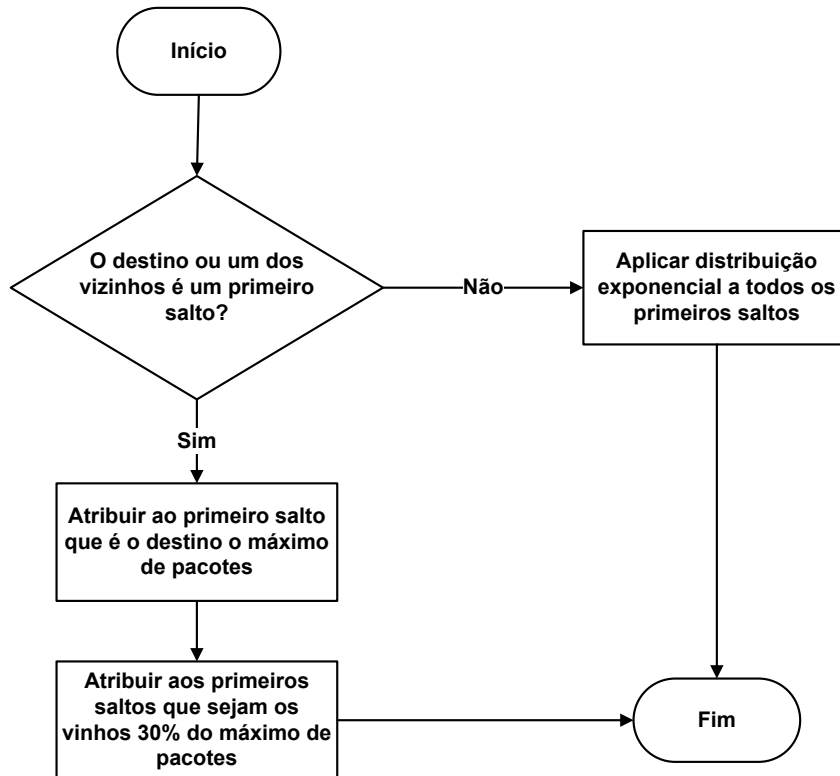 Início
O destino ou um dos
vizinhos é um primeiro
salto?
Não
Aplicar distribuição
exponencial a todos os
primeiros saltos
Sim
Atribuir ao primeiro salto
que é o destino o máximo
de pacotes
Atribuir aos primeiros
saltos que sejam os
vinhos 30% do máximo de
pacotes
Fim